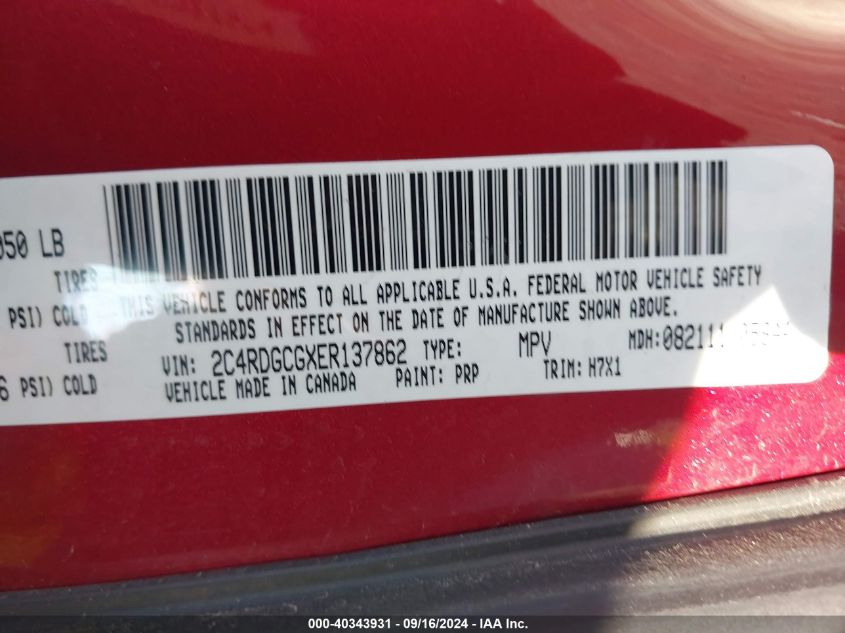 050 LB
TIRES
PSI) COLD
TIRES
6 PSI) COLD
THIS VEHICLE CONFORMS TO ALL APPLICABLE U.S.A. FEDERAL MOTOR VEHICLE SAFETY
STANDARDS IN EFFECT ON THE DATE OF MANUFACTURE SHOWN ABOVE.
VIN: 2C4RDGCGXER137862 TYPE: MPV MDH: 082111
VEHICLE MADE IN CANADA PAINT: PRP TRIM: H7X1
000-40343931 - 09/16/2024 - IAA Inc.